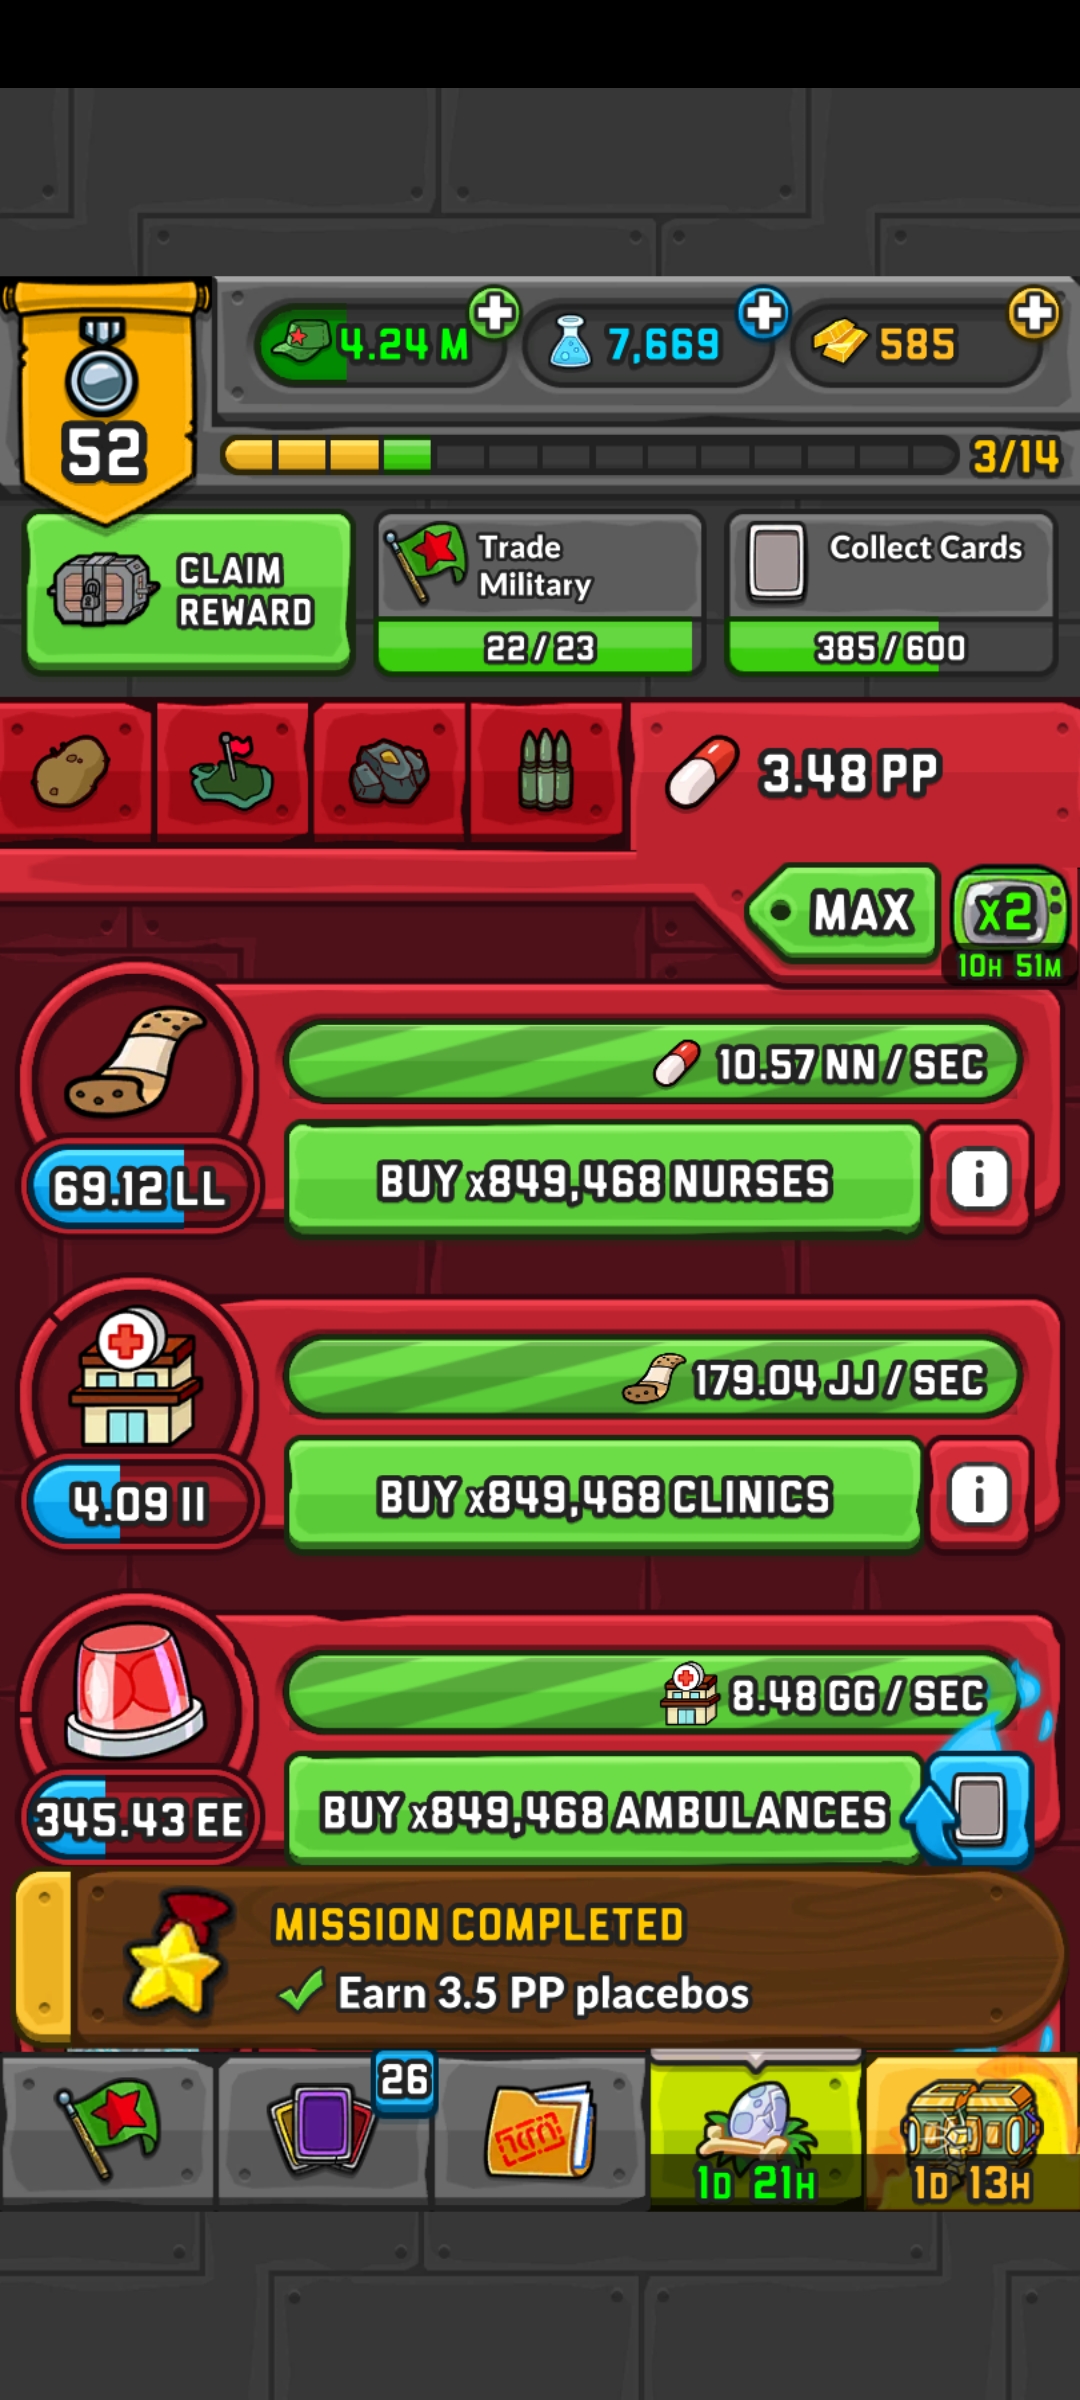 4.24 M
7,669
585
52
3/14
CLAIM
REWARD
Trade
Military
22/23
Collect Cards
385/600
3.48 PP
MAX
x2
10H 51M
10.57 NN / SEC
69.12 LL
BUY x849,468 NURSES
i
179.04 JJ / SEC
4.09 II
BUY x849,468 CLINICS
i
8.48 GG / SEC
345.43 EE
BUY x849,468 AMBULANCES
MISSION COMPLETED
Earn 3.5 PP placebos
26
1D 21H
1D 13H